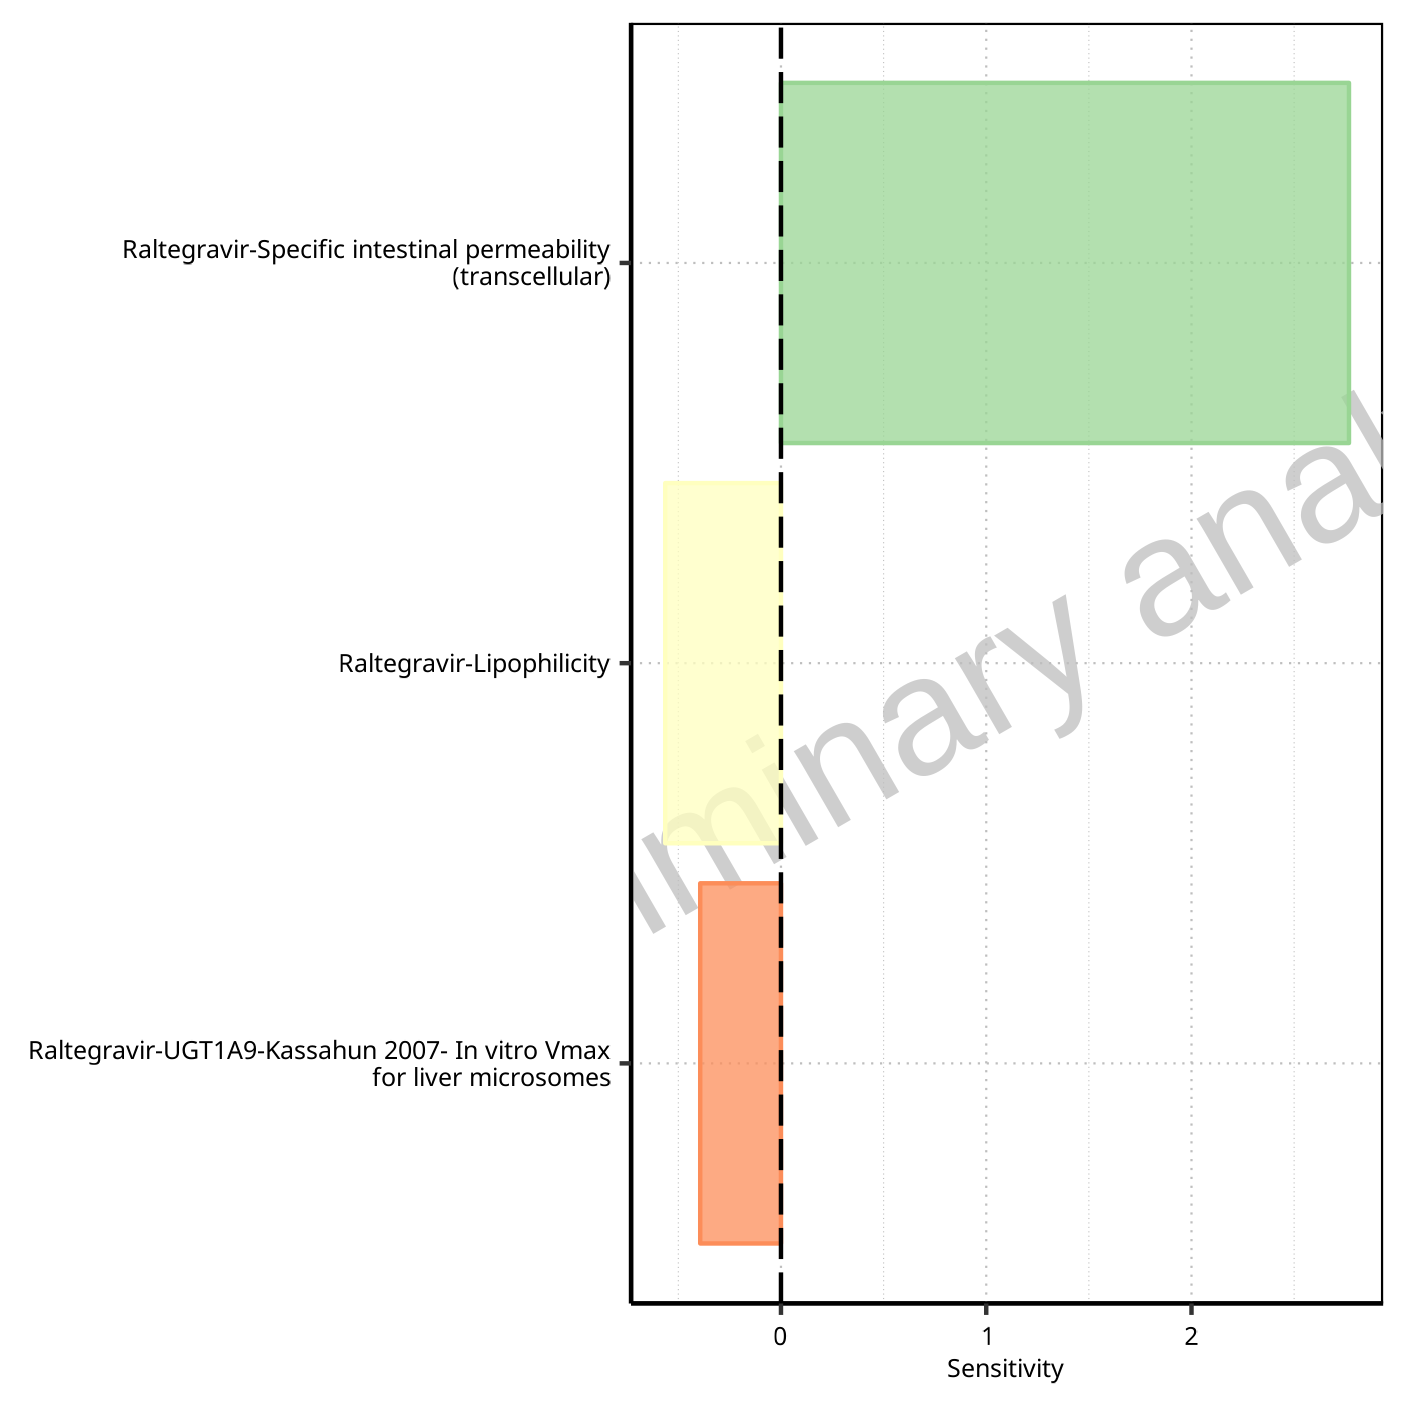 Raltegravir-Specific intestinal permeability
(transcellular)
Raltegravir-Lipophilicity
Raltegravir-UGT1A9-Kassahun 2007- In vitro Vmax
for liver microsomes
minary anal
0 1 2
Sensitivity